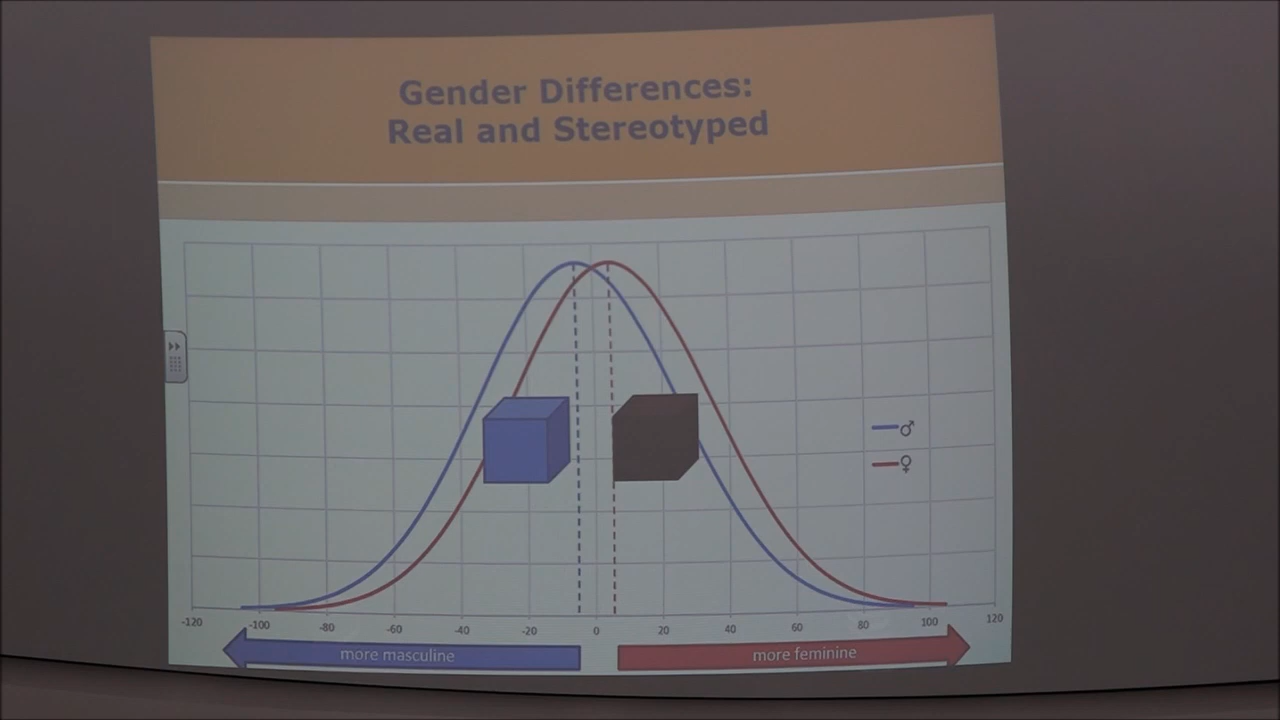 Gender Differences:
Real and Stereotyped
♂
♀
-120 -100 -80 -60 -40 -20 0 20 40 60 80 100 120
more masculine more feminine